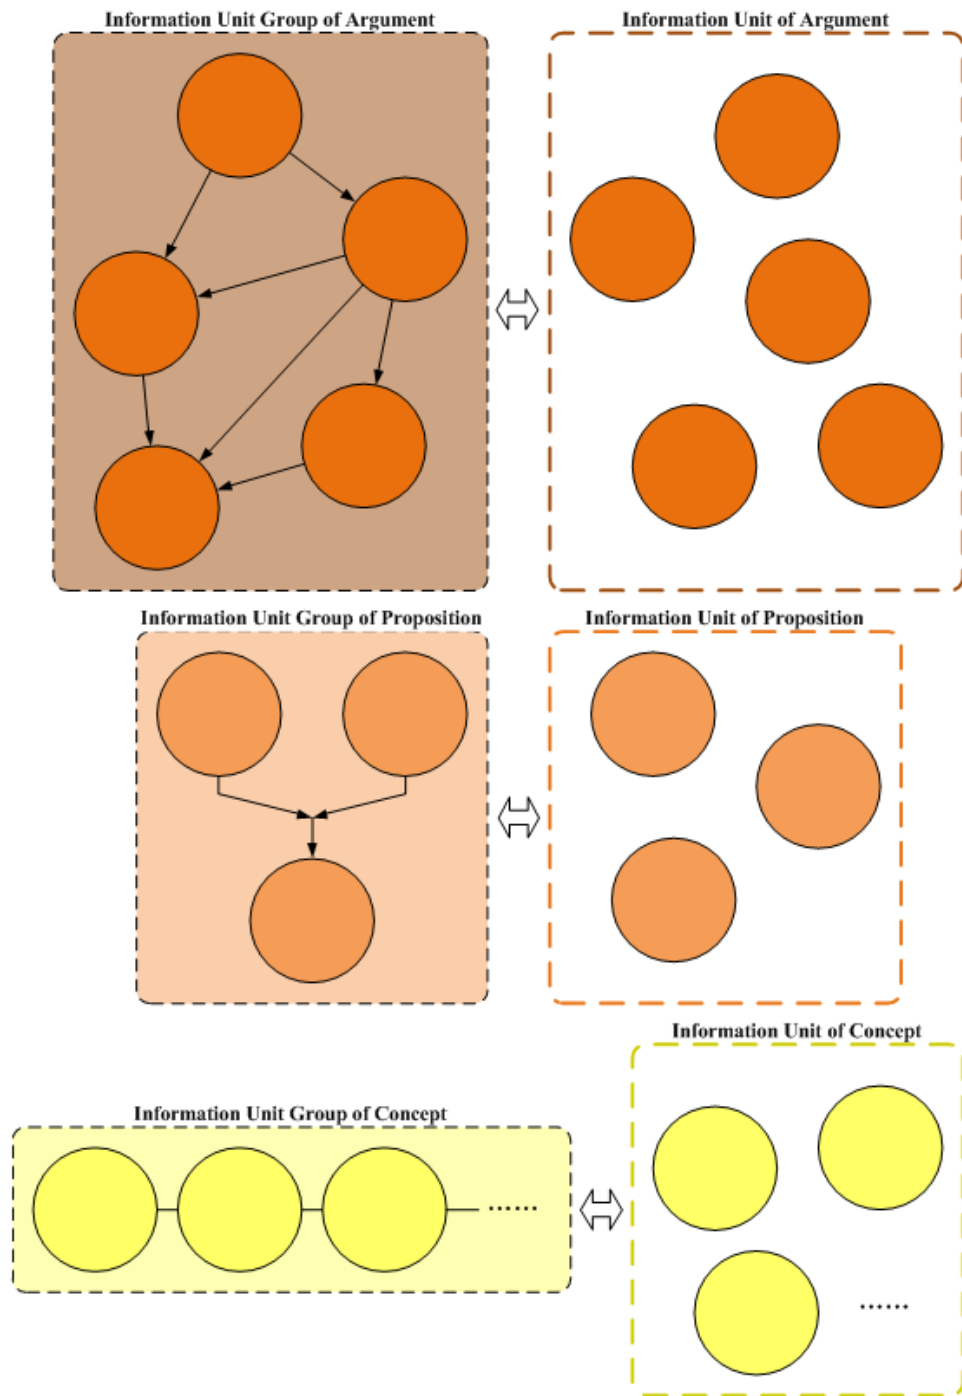 Information Unit Group of Argument
Information Unit of Argument
Information Unit Group of Proposition
Information Unit of Proposition
Information Unit of Concept
Information Unit Group of Concept
......
......